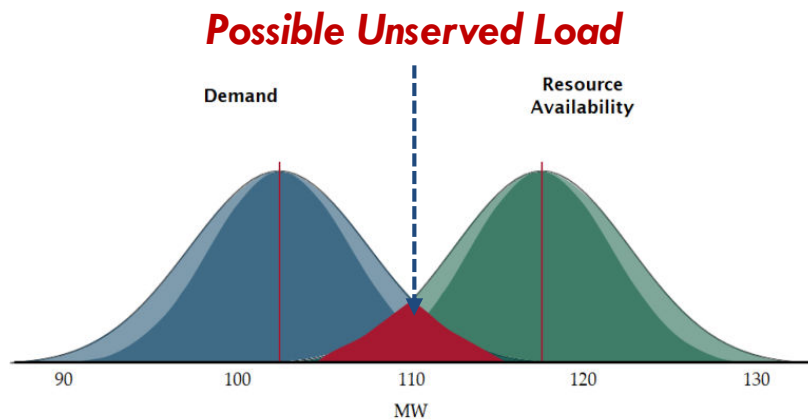 Possible Unserved Load
Demand
Resource
Availability
90 100 110 120 130
MW